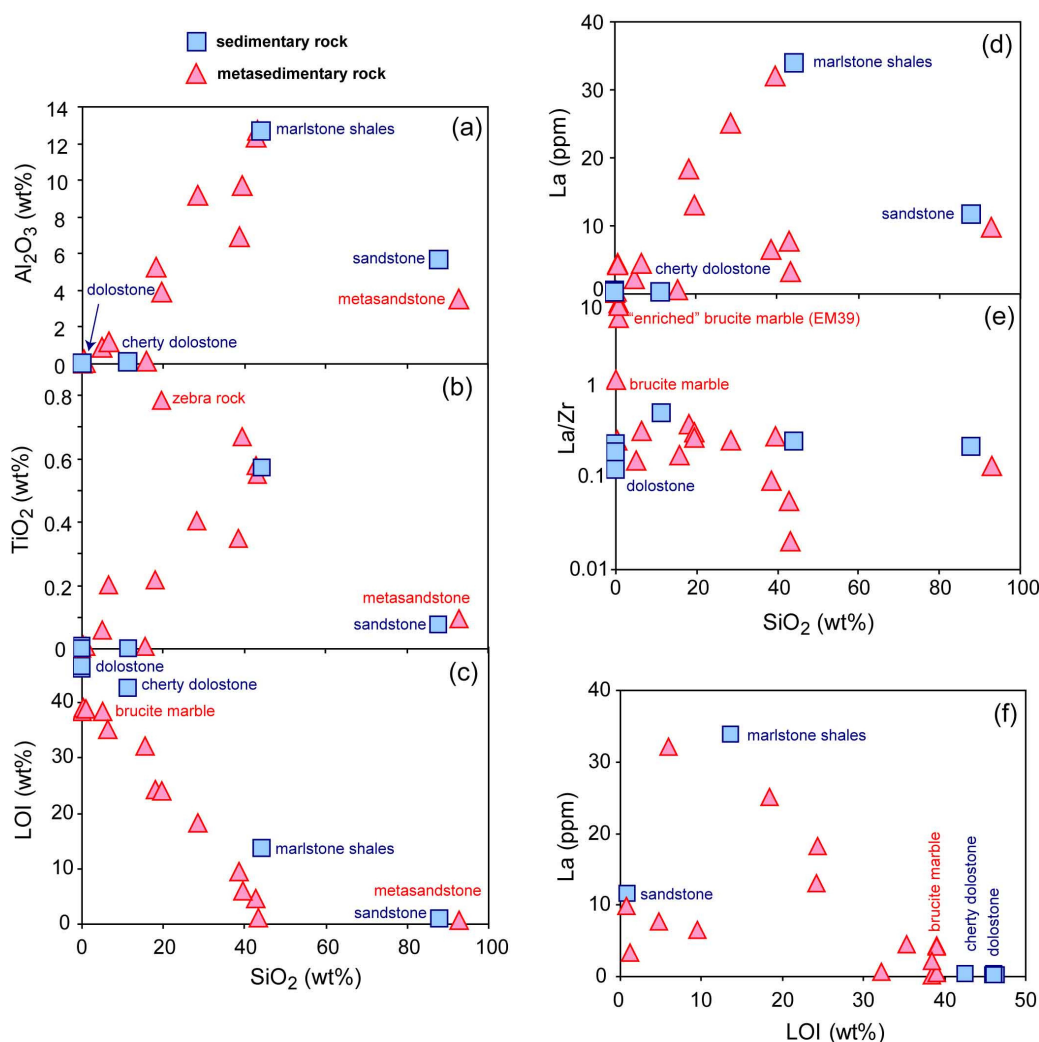 sedimentary rock
metasedimentary rock
(a)
Al2O3 (wt%)
14
12
10
8
6
4
2
0
marlstone shales
sandstone
metasandstone
dolostone
cherty dolostone
(b)
TiO2 (wt%)
0.8
0.6
0.4
0.2
0
zebra rock
metasandstone
sandstone
(c)
LOI (wt%)
40
30
20
10
0
dolostone
cherty dolostone
brucite marble
marlstone shales
metasandstone
sandstone
0 20 40 60 80 100
SiO2 (wt%)
(d)
La (ppm)
40
30
20
10
0
marlstone shales
sandstone
cherty dolostone
(e)
La/Zr
10
1
0.1
0.01
"enriched" brucite marble (EM39)
brucite marble
dolostone
0 20 40 60 80 100
SiO2 (wt%)
(f)
La (ppm)
40
30
20
10
0
marlstone shales
sandstone
brucite marble
cherty dolostone
dolostone
0 10 20 30 40 50
LOI (wt%)